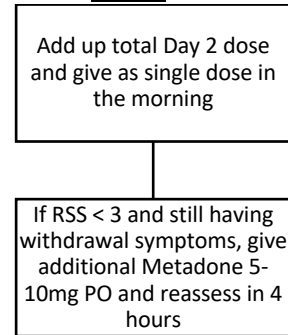 Add up total Day 2 dose
and give as single dose in
the morning
If RSS < 3 and still having
withdrawal symptoms, give
additional Metadone 5-
10mg PO and reassess in 4
hours